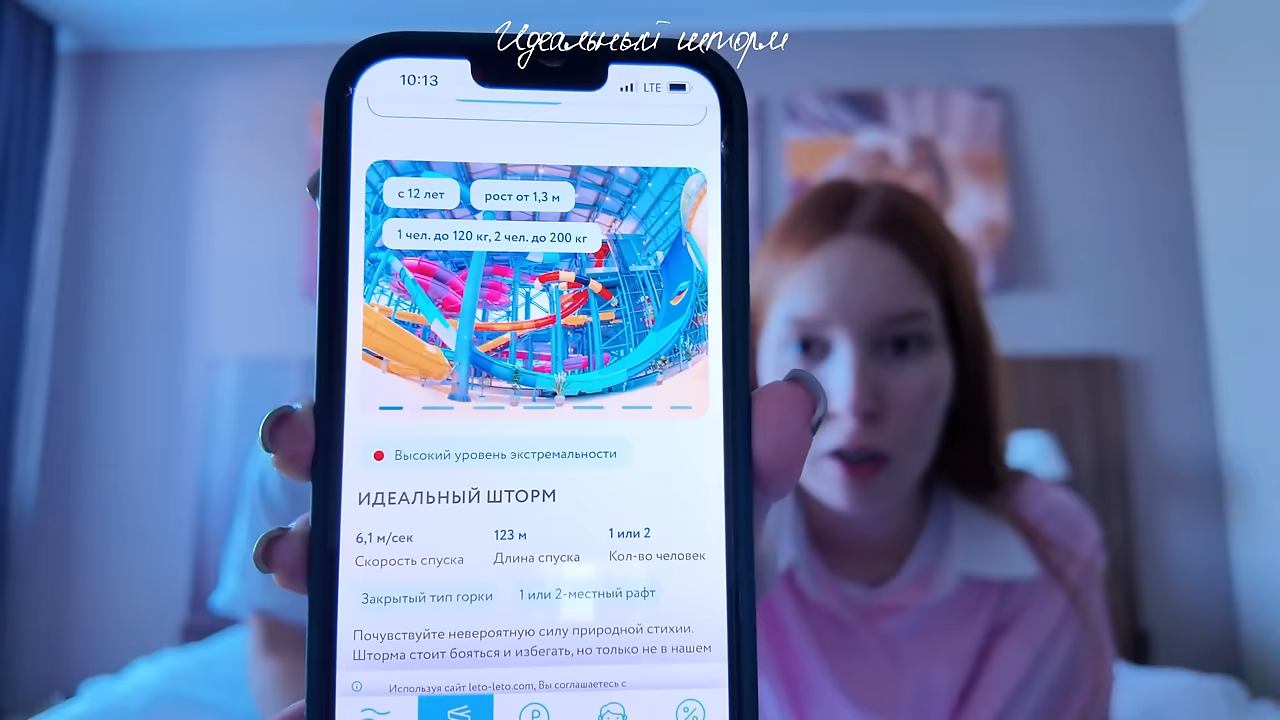 Идеальный шторм
10:13
LTE
с 12 лет
рост от 1,3 м
1 чел. до 120 кг, 2 чел. до 200 кг
Высокий уровень экстремальности
ИДЕАЛЬНЫЙ ШТОРМ
6,1 м/сек
123 м
1 или 2
Скорость спуска
Длина спуска
Кол-во человек
Закрытый тип горки
1 или 2-местный рафт
Почувствуйте невероятную силу природной стихии.
Шторма стоит бояться и избегать, но только не в нашем
Используя сайт leto-leto.com, Вы соглашаетесь с
P
%